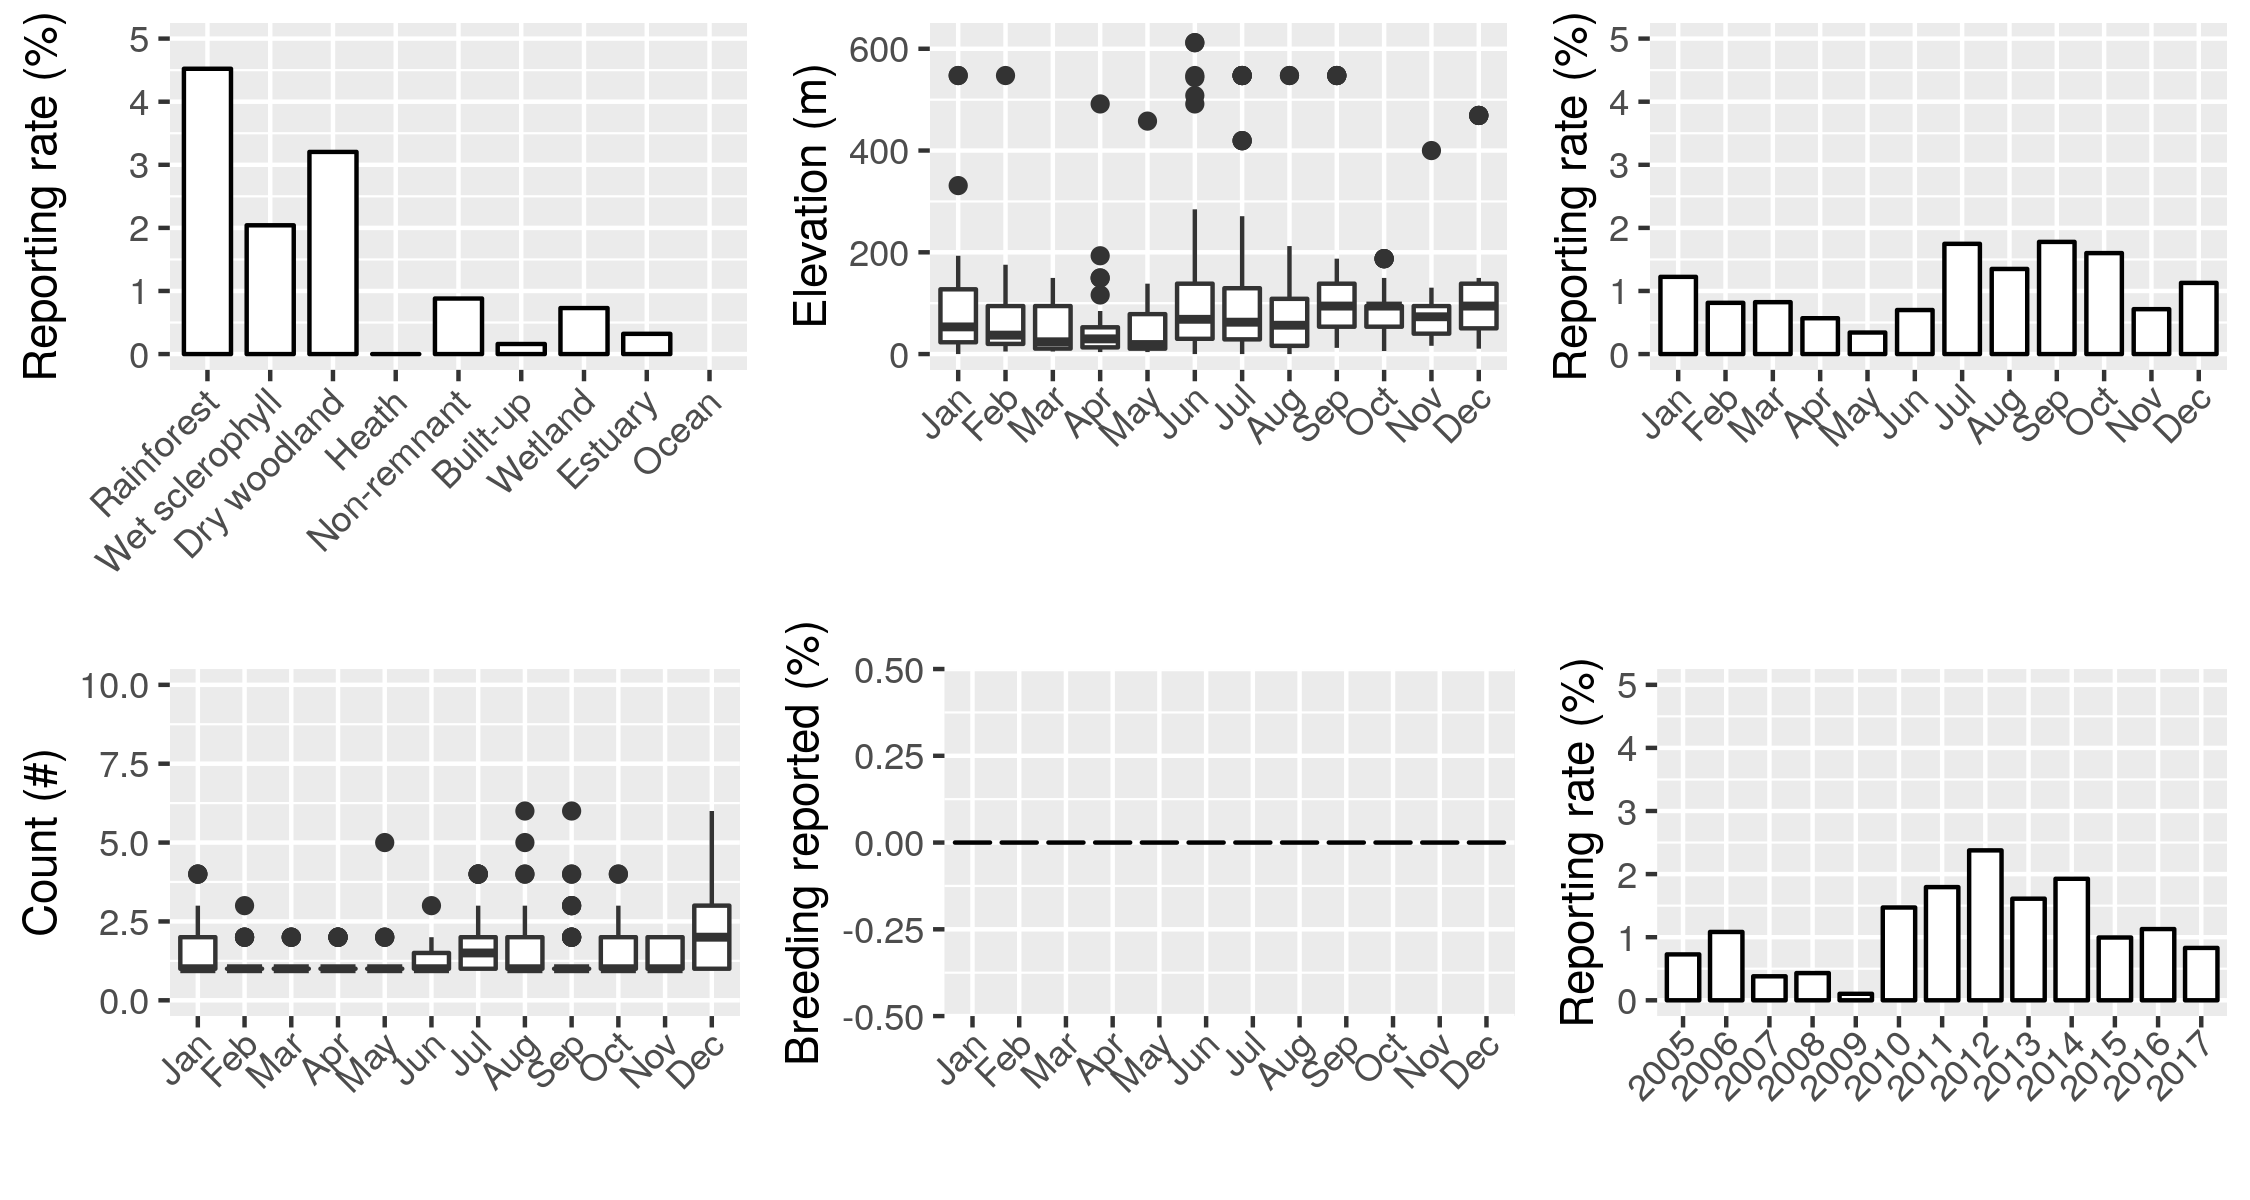 Reporting rate (%)
5
4
3
2
1
0
Rainforest
Wet sclerophyll
Dry woodland
Heath
Non-remnant
Built-up
Wetland
Estuary
Ocean
Elevation (m)
600
400
200
0
Jan
Feb
Mar
Apr
May
Jun
Jul
Aug
Sep
Oct
Nov
Dec
Reporting rate (%)
5
4
3
2
1
0
Jan
Feb
Mar
Apr
May
Jun
Jul
Aug
Sep
Oct
Nov
Dec
Count (#)
10.0
7.5
5.0
2.5
0.0
Jan
Feb
Mar
Apr
May
Jun
Jul
Aug
Sep
Oct
Nov
Dec
Breeding reported (%)
0.50
0.25
0.00
-0.25
-0.50
Jan
Feb
Mar
Apr
May
Jun
Jul
Aug
Sep
Oct
Nov
Dec
Reporting rate (%)
5
4
3
2
1
0
2005
2006
2007
2008
2009
2010
2011
2012
2013
2014
2015
2016
2017